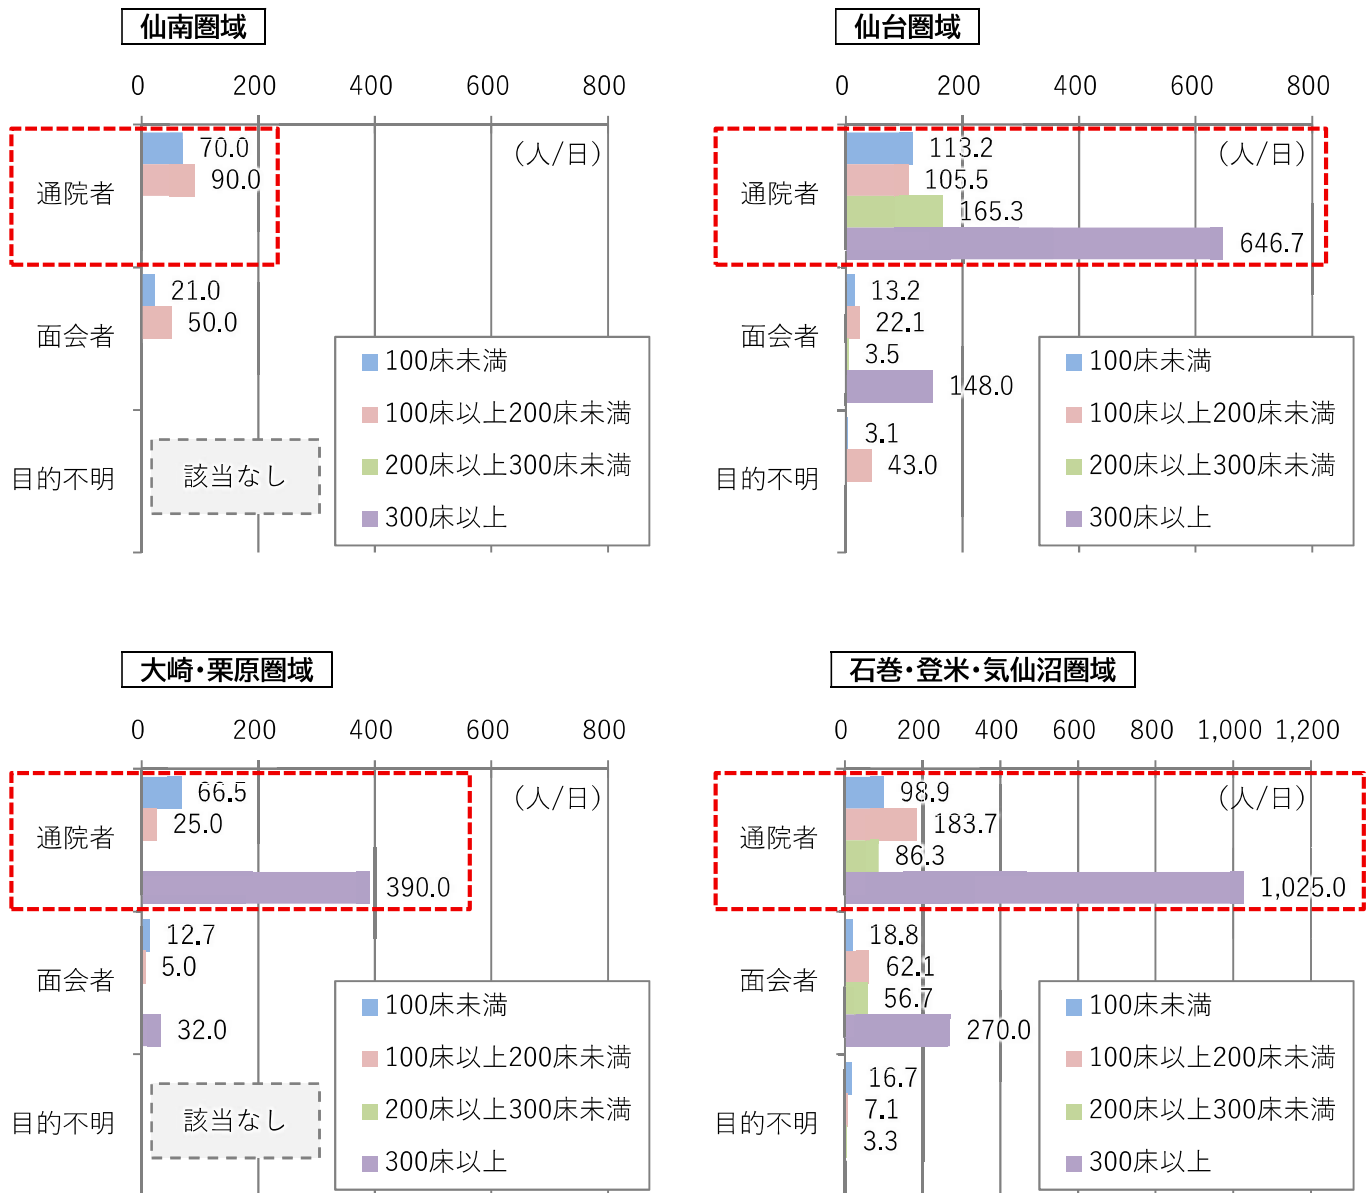 仙南圏域
0 200 400 600 800
(人/日)
通院者
70.0
90.0
面会者
21.0
50.0
目的不明
該当なし
100床未満
100床以上200床未満
200床以上300床未満
300床以上
仙台圏域
0 200 400 600 800
(人/日)
通院者
113.2
105.5
165.3
646.7
面会者
13.2
22.1
3.5
148.0
目的不明
3.1
43.0
100床未満
100床以上200床未満
200床以上300床未満
300床以上
大崎・栗原圏域
0 200 400 600 800
(人/日)
通院者
66.5
25.0
390.0
面会者
12.7
5.0
32.0
目的不明
該当なし
100床未満
100床以上200床未満
200床以上300床未満
300床以上
石巻・登米・気仙沼圏域
0 200 400 600 800 1,000 1,200
(人/日)
通院者
98.9
183.7
86.3
1,025.0
面会者
18.8
62.1
56.7
270.0
目的不明
16.7
7.1
3.3
100床未満
100床以上200床未満
200床以上300床未満
300床以上